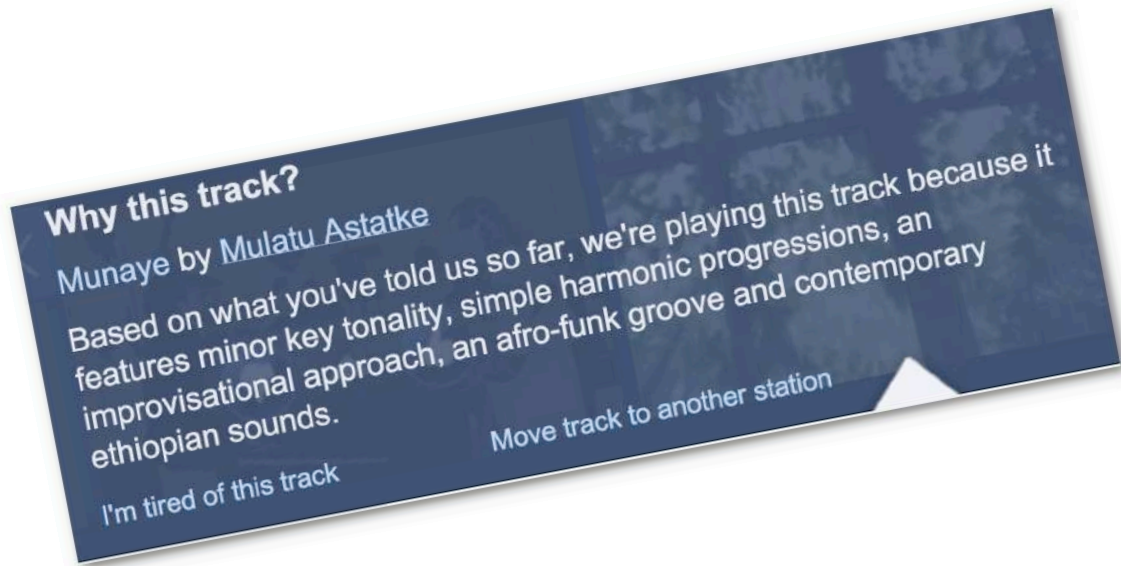 Why this track?
Munaye by Mulatu Astatke
Based on what you've told us so far, we're playing this track because it
features minor key tonality, simple harmonic progressions, an
improvisational approach, an afro-funk groove and contemporary
ethiopian sounds.
I'm tired of this track
Move track to another station